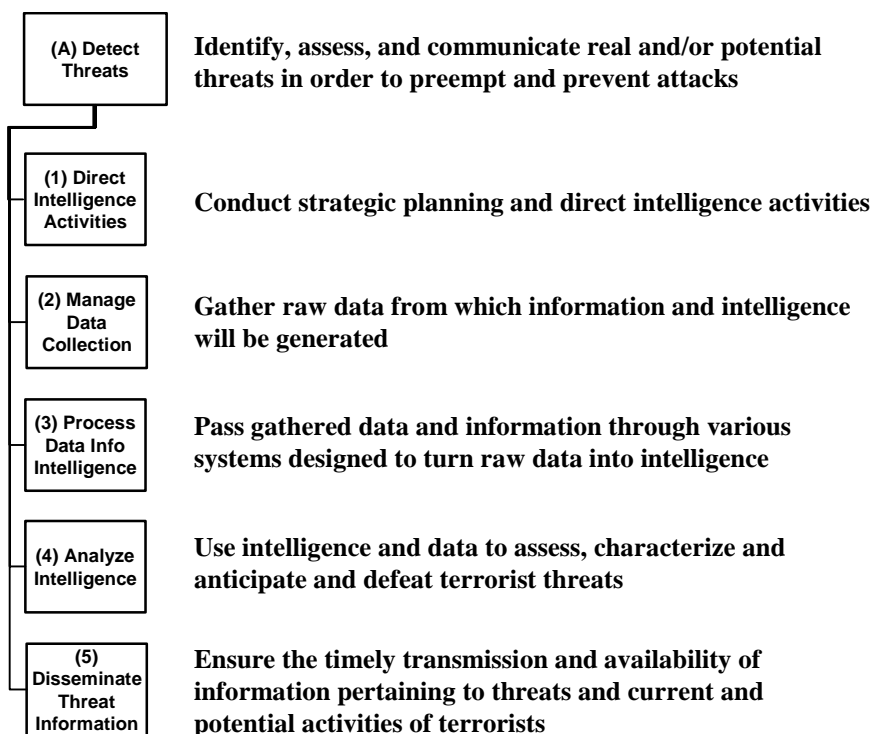 (A) Detect
Threats
Identify, assess, and communicate real and/or potential
threats in order to preempt and prevent attacks
(1) Direct
Intelligence
Activities
Conduct strategic planning and direct intelligence activities
(2) Manage
Data
Collection
Gather raw data from which information and intelligence
will be generated
(3) Process
Data Info
Intelligence
Pass gathered data and information through various
systems designed to turn raw data into intelligence
(4) Analyze
Intelligence
Use intelligence and data to assess, characterize and
anticipate and defeat terrorist threats
(5)
Disseminate
Threat
Information
Ensure the timely transmission and availability of
information pertaining to threats and current and
potential activities of terrorists